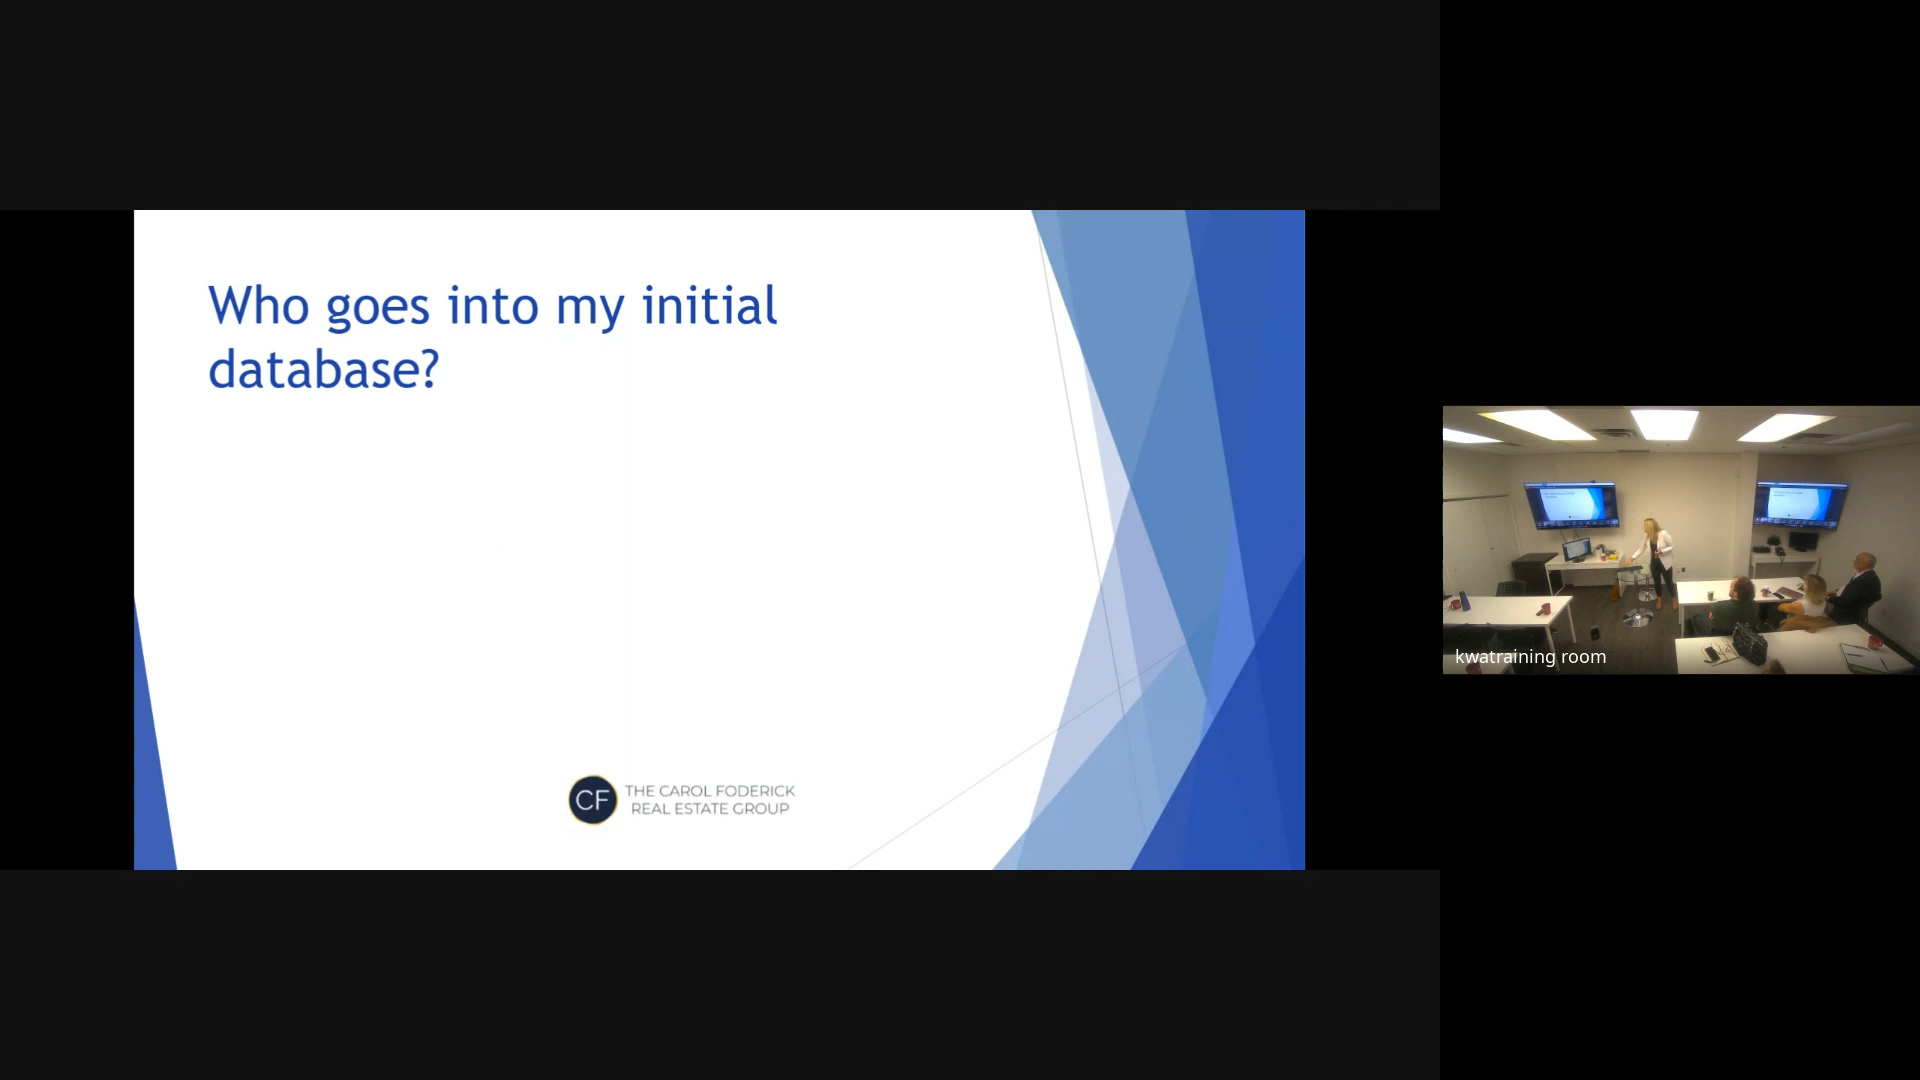 Who goes into my initial
database?
CF
THE CAROL FODERICK
REAL ESTATE GROUP
kwatraining room